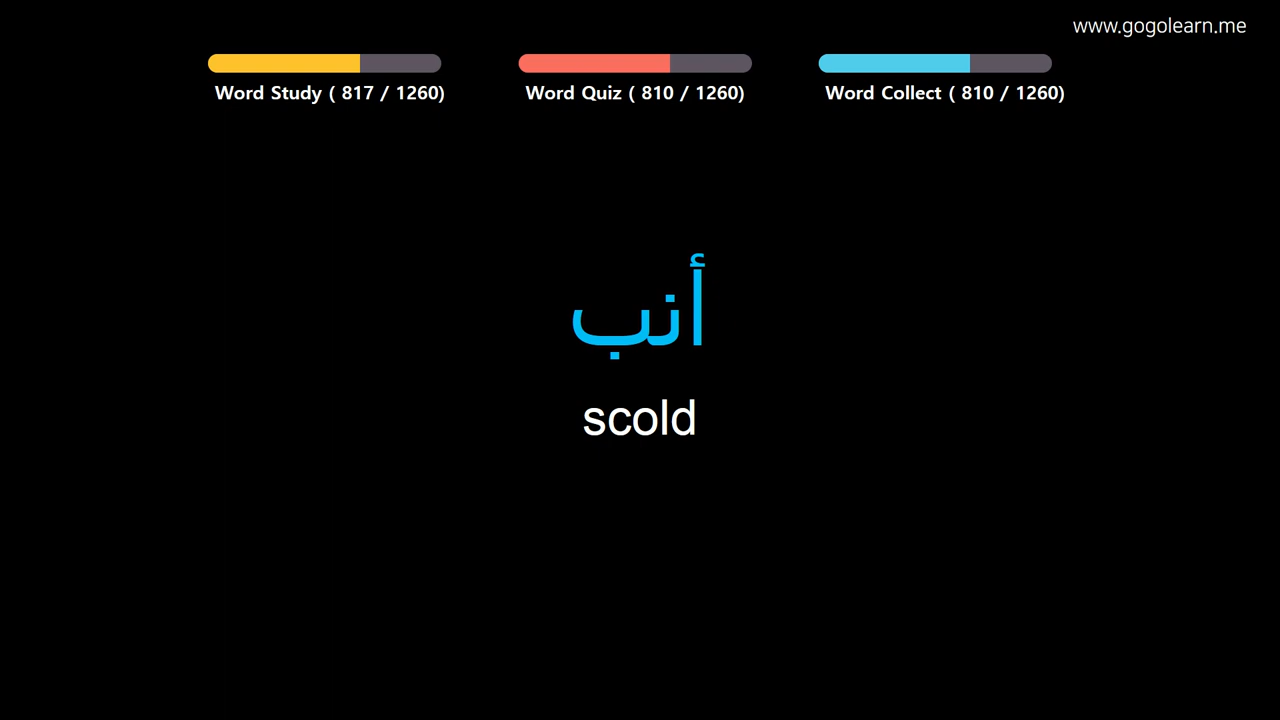 www.gogolearn.me
Word Study ( 817 / 1260)
Word Quiz ( 810 / 1260)
Word Collect ( 810 / 1260)
أنب
scold